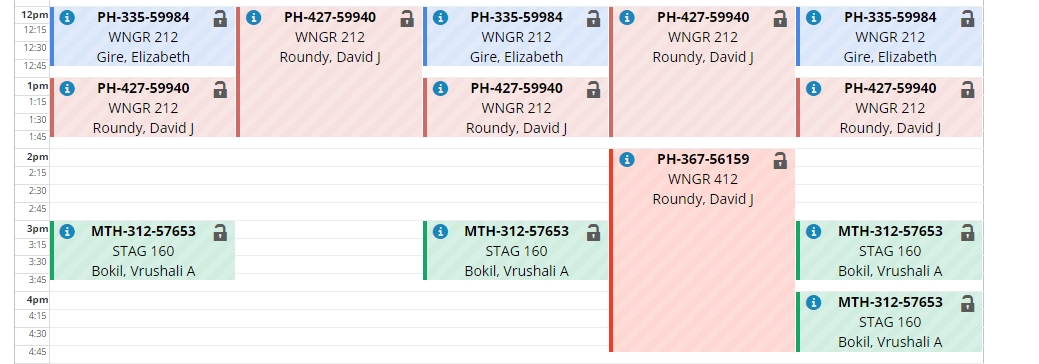 12pm
12:15
12:30
12:45
1pm
1:15
1:30
1:45
2pm
2:15
2:30
2:45
3pm
3:15
3:30
3:45
4pm
4:15
4:30
4:45
PH-335-59984
WNGR 212
Gire, Elizabeth
PH-427-59940
WNGR 212
Roundy, David J
MTH-312-57653
STAG 160
Bokil, Vrushali A
PH-427-59940
WNGR 212
Roundy, David J
PH-335-59984
WNGR 212
Gire, Elizabeth
PH-427-59940
WNGR 212
Roundy, David J
MTH-312-57653
STAG 160
Bokil, Vrushali A
PH-427-59940
WNGR 212
Roundy, David J
PH-367-56159
WNGR 412
Roundy, David J
PH-335-59984
WNGR 212
Gire, Elizabeth
PH-427-59940
WNGR 212
Roundy, David J
MTH-312-57653
STAG 160
Bokil, Vrushali A
MTH-312-57653
STAG 160
Bokil, Vrushali A